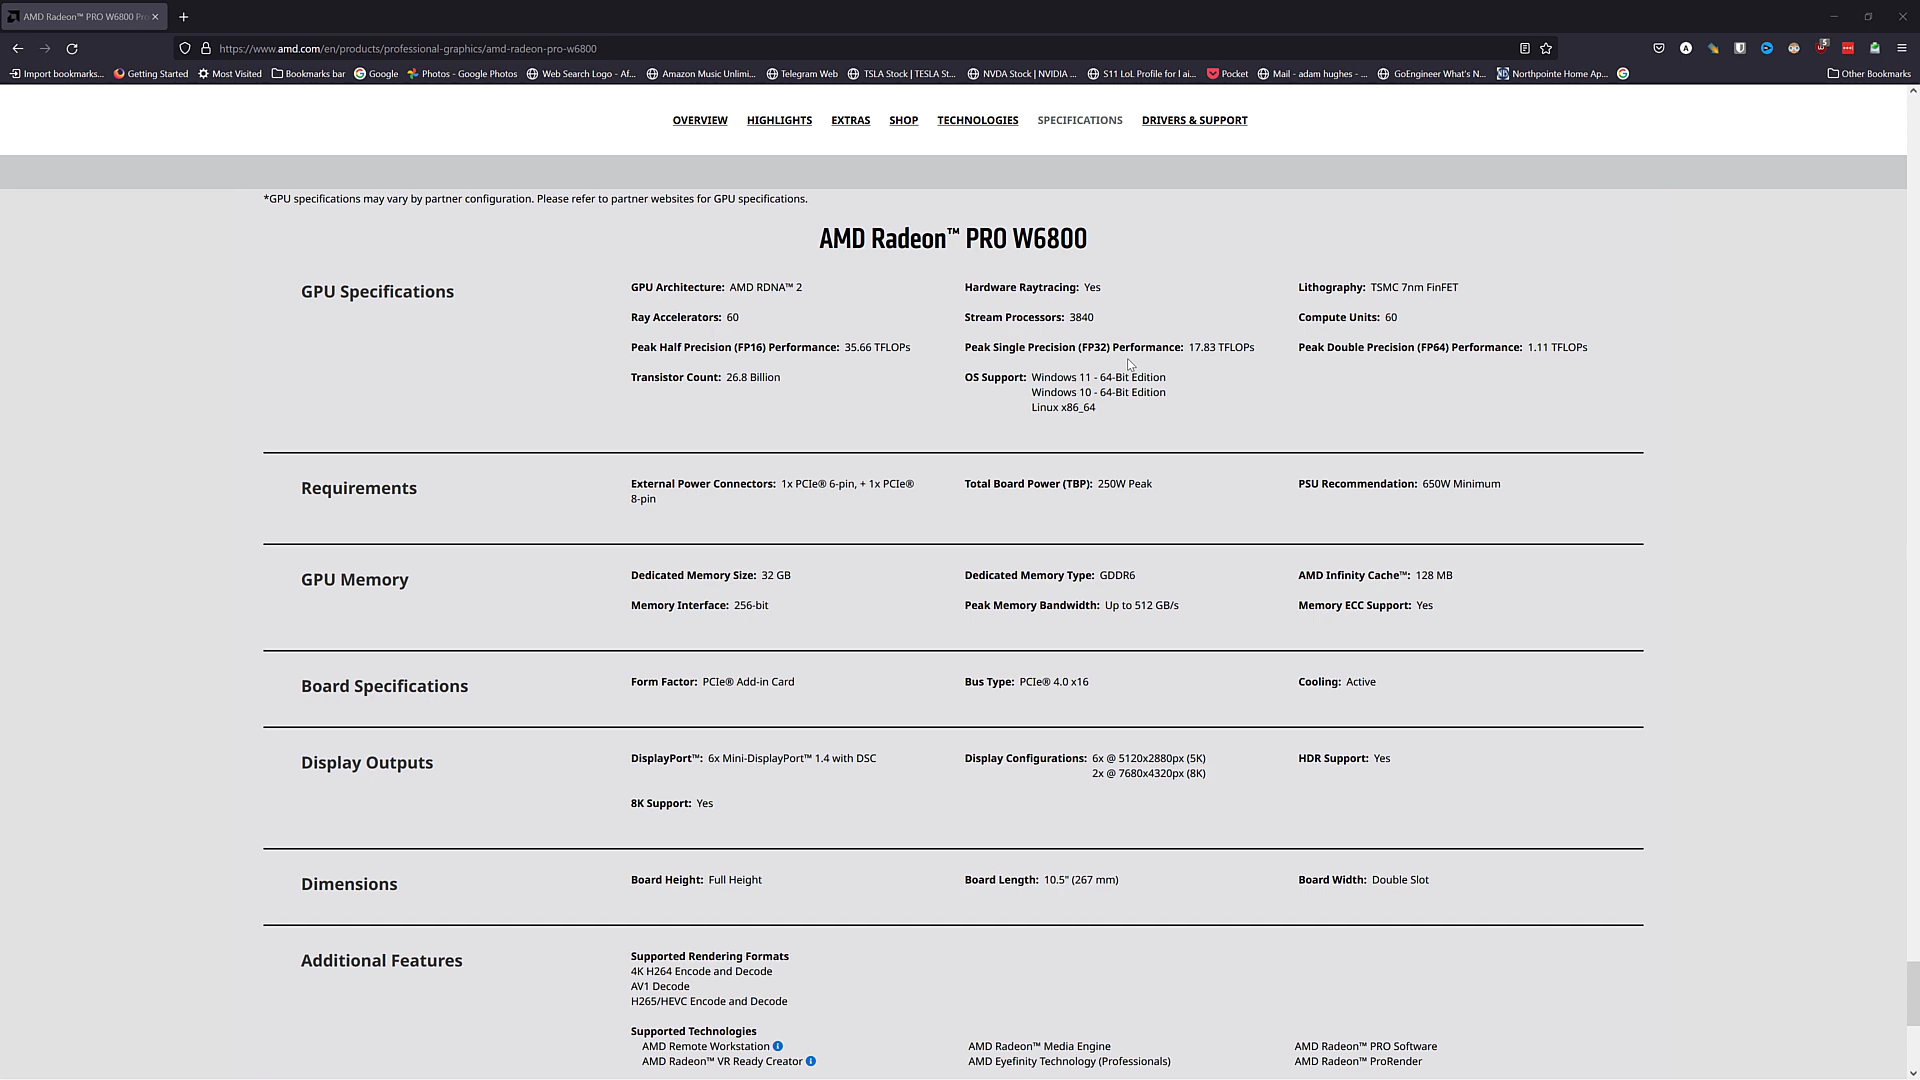 AMD Radeon™ PRO W6800 Pro
https://www.amd.com/en/products/professional-graphics/amd-radeon-pro-w6800
5
Import bookmarks... Getting Started Most Visited Bookmarks bar Google Photos - Google Photos Web Search Logo - Af... Amazon Music Unlimi... Telegram Web TSLA Stock | TESLA St... NVDA Stock | NVIDIA ... S11 LoL Profile for l ai... Pocket Mail - adam hughes - ... GoEngineer What's N... Northpointe Home Ap... Other Bookmarks
OVERVIEW HIGHLIGHTS EXTRAS SHOP TECHNOLOGIES SPECIFICATIONS DRIVERS & SUPPORT
*GPU specifications may vary by partner configuration. Please refer to partner websites for GPU specifications.
AMD Radeon™ PRO W6800
GPU Specifications
GPU Architecture: AMD RDNA™ 2 Hardware Raytracing: Yes Lithography: TSMC 7nm FinFET
Ray Accelerators: 60 Stream Processors: 3840 Compute Units: 60
Peak Half Precision (FP16) Performance: 35.66 TFLOPs Peak Single Precision (FP32) Performance: 17.83 TFLOPs Peak Double Precision (FP64) Performance: 1.11 TFLOPs
Transistor Count: 26.8 Billion OS Support: Windows 11 - 64-Bit Edition
Windows 10 - 64-Bit Edition
Linux x86_64
Requirements
External Power Connectors: 1x PCIe® 6-pin, + 1x PCIe® Total Board Power (TBP): 250W Peak PSU Recommendation: 650W Minimum
8-pin
GPU Memory
Dedicated Memory Size: 32 GB Dedicated Memory Type: GDDR6 AMD Infinity Cache™: 128 MB
Memory Interface: 256-bit Peak Memory Bandwidth: Up to 512 GB/s Memory ECC Support: Yes
Board Specifications
Form Factor: PCIe® Add-in Card Bus Type: PCIe® 4.0 x16 Cooling: Active
Display Outputs
DisplayPort™: 6x Mini-DisplayPort™ 1.4 with DSC Display Configurations: 6x @ 5120x2880px (5K) HDR Support: Yes
2x @ 7680x4320px (8K)
8K Support: Yes
Dimensions
Board Height: Full Height Board Length: 10.5" (267 mm) Board Width: Double Slot
Additional Features
Supported Rendering Formats
4K H264 Encode and Decode
AV1 Decode
H265/HEVC Encode and Decode
Supported Technologies
AMD Remote Workstation AMD Radeon™ Media Engine AMD Radeon™ PRO Software
AMD Radeon™ VR Ready Creator AMD Eyefinity Technology (Professionals) AMD Radeon™ ProRender